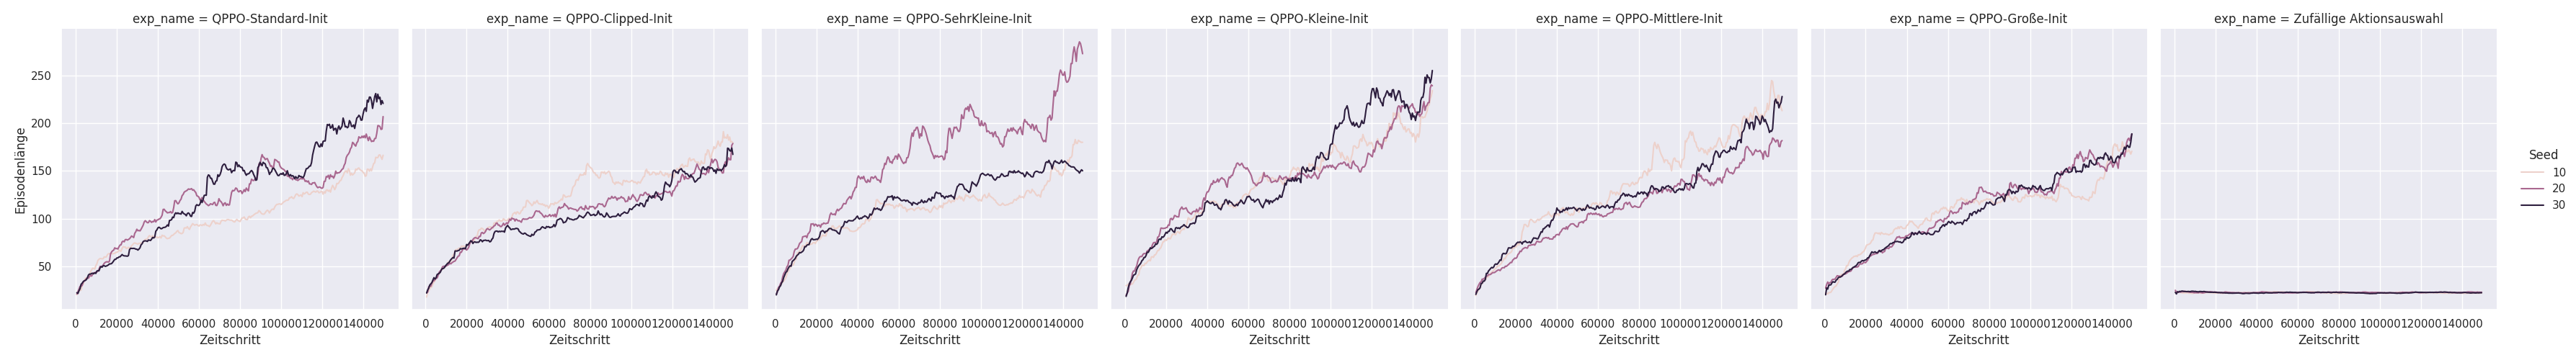 exp_name = QPPO-Standard-Init
exp_name = QPPO-Clipped-Init
exp_name = QPPO-SehrKleine-Init
exp_name = QPPO-Kleine-Init
exp_name = QPPO-Mittlere-Init
exp_name = QPPO-Große-Init
exp_name = Zufällige Aktionsauswahl
Episodenlänge
250
200
150
100
50
0 20000 40000 60000 80000 100000 120000 140000
Zeitschritt
0 20000 40000 60000 80000 100000 120000 140000
Zeitschritt
0 20000 40000 60000 80000 100000 120000 140000
Zeitschritt
0 20000 40000 60000 80000 100000 120000 140000
Zeitschritt
0 20000 40000 60000 80000 100000 120000 140000
Zeitschritt
0 20000 40000 60000 80000 100000 120000 140000
Zeitschritt
0 20000 40000 60000 80000 100000 120000 140000
Zeitschritt
Seed
10
20
30